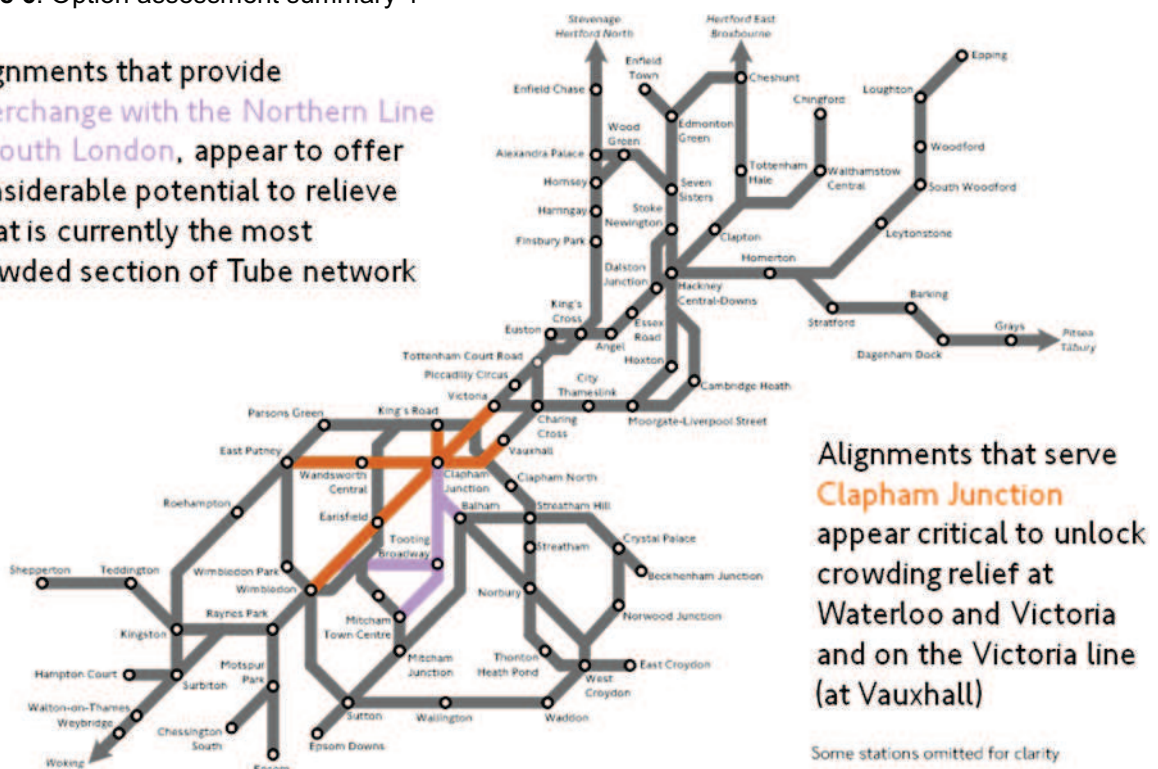 Option assessment summary
gnments that provide
erchange with the Northern Line
outh London, appear to offer
nsiderable potential to relieve
at is currently the most
wded section of Tube network
Stevenage
Hertford North
Hertford East
Broxbourne
Epping
Enfield
Town
Enfield Chase
Cheshunt
Chingford
Loughton
Edmonton
Green
Wood
Green
Alexandra Palace
Woodford
Tottenham
Hale
Walthamstow
Central
Hornsey
Seven
Sisters
South Woodford
Harringay
Stoke
Newington
Leytonstone
Finsbury Park
Clapton
Homerton
Dalston
Junction
Hackney
Central-Downs
Barking
King's
Cross
Stratford
Euston
Essex
Road
Angel
Grays
Pitsea
Tilbury
Dagenham Dock
Tottenham Court Road
Hoxton
Piccadilly Circus
City
Thameslink
Cambridge Heath
Victoria
Parsons Green
King's Road
Charing
Cross
Moorgate-Liverpool Street
East Putney
Vauxhall
Wandsworth
Central
Clapham
Junction
Clapham North
Roehampton
Balham
Streatham Hill
Earlsfield
Tooting
Broadway
Streatham
Crystal Palace
Shepperton
Teddington
Wimbledon Park
Beckhenham Junction
Wimbledon
Norbury
Raynes Park
Mitcham
Town Centre
Norwood Junction
Kingston
Hampton Court
Motspur
Park
Mitcham
Junction
Thonton
Heath Pond
East Croydon
Surbiton
West
Croydon
Walton-on-Thames
Weybridge
Chessington
South
Sutton
Wallington
Waddon
Epsom Downs
Woking
Alignments that serve
Clapham Junction
appear critical to unlock
crowding relief at
Waterloo and Victoria
and on the Victoria line
(at Vauxhall)
Some stations omitted for clarity